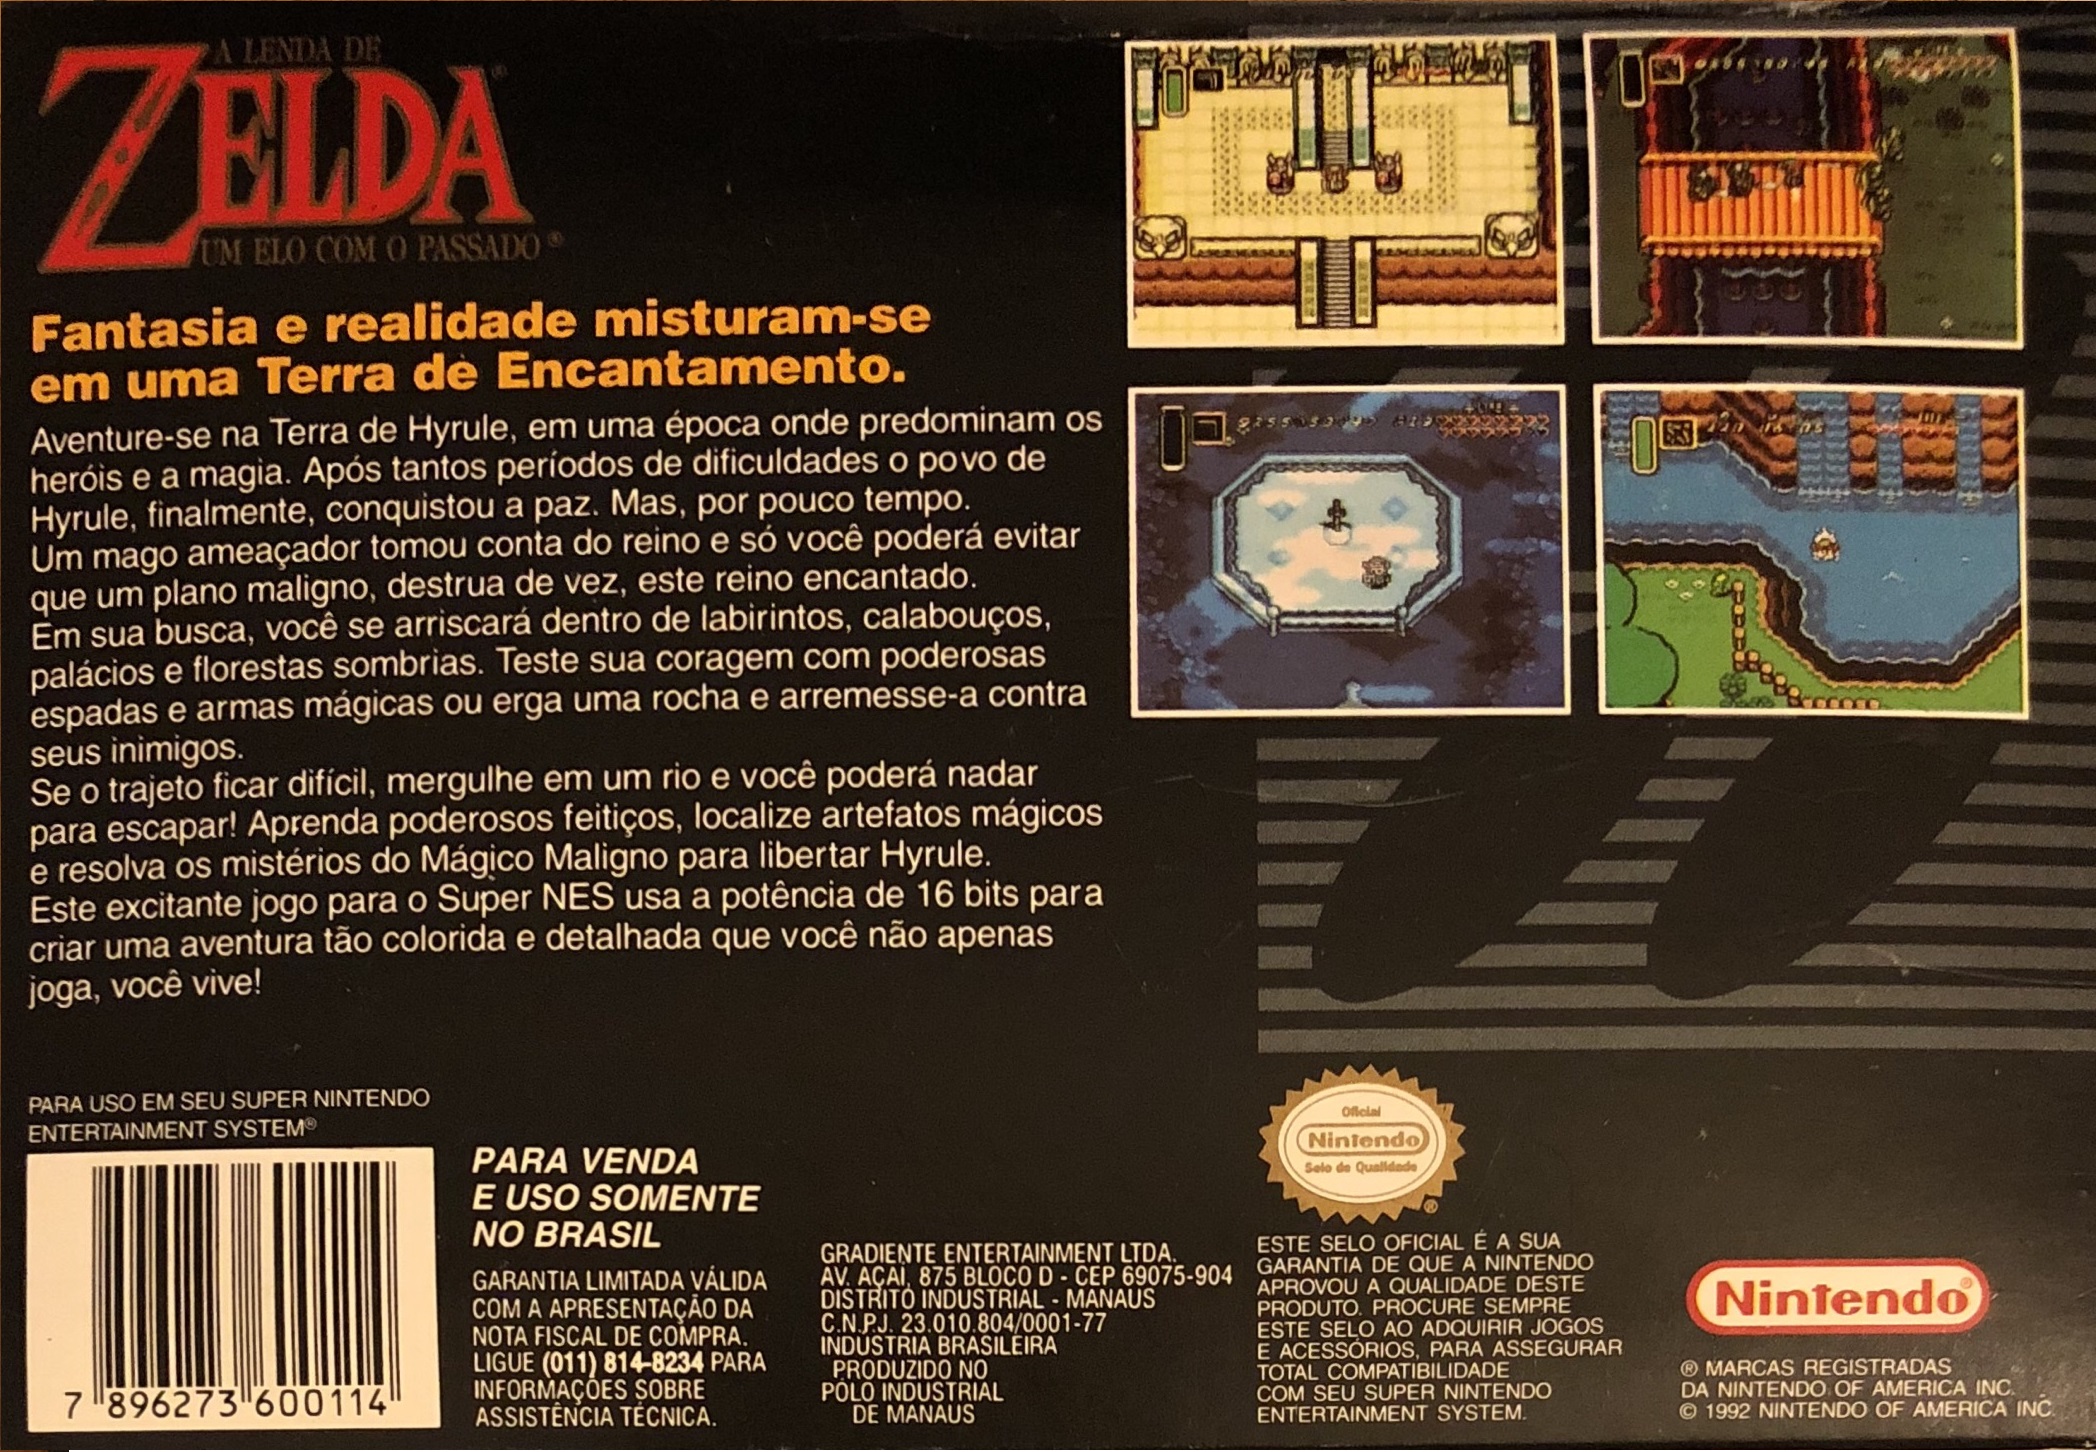 A LENDA DE
ZELDA®
UM ELO COM O PASSADO®
Fantasia e realidade misturam-se
em uma Terra de Encantamento.
Aventure-se na Terra de Hyrule, em uma época onde predominam os
heróis e a magia. Após tantos períodos de dificuldades o povo de
Hyrule, finalmente, conquistou a paz. Mas, por pouco tempo.
Um mago ameaçador tomou conta do reino e só você poderá evitar
que um plano maligno, destrua de vez, este reino encantado.
Em sua busca, você se arriscará dentro de labirintos, calabouços,
palácios e florestas sombrias. Teste sua coragem com poderosas
espadas e armas mágicas ou erga uma rocha e arremesse-a contra
seus inimigos.
Se o trajeto ficar difícil, mergulhe em um rio e você poderá nadar
para escapar! Aprenda poderosos feitiços, localize artefatos mágicos
e resolva os mistérios do Mágico Maligno para libertar Hyrule.
Este excitante jogo para o Super NES usa a potência de 16 bits para
criar uma aventura tão colorida e detalhada que você não apenas
joga, você vive!
PARA USO EM SEU SUPER NINTENDO
ENTERTAINMENT SYSTEM®
7 896273 600114
PARA VENDA
E USO SOMENTE
NO BRASIL
GARANTIA LIMITADA VÁLIDA
COM A APRESENTAÇÃO DA
NOTA FISCAL DE COMPRA.
LIGUE (011) 814-8234 PARA
INFORMAÇÕES SOBRE
ASSISTÊNCIA TÉCNICA.
GRADIENTE ENTERTAINMENT LTDA.
AV. AÇAÍ, 875 BLOCO D - CEP 69075-904
DISTRITO INDUSTRIAL - MANAUS
C.N.P.J. 23.010.804/0001-77
INDÚSTRIA BRASILEIRA
PRODUZIDO NO
PÓLO INDUSTRIAL
DE MANAUS
Oficial
Nintendo
Selo de Qualidade
®
ESTE SELO OFICIAL É A SUA
GARANTIA DE QUE A NINTENDO
APROVOU A QUALIDADE DESTE
PRODUTO. PROCURE SEMPRE
ESTE SELO AO ADQUIRIR JOGOS
E ACESSÓRIOS, PARA ASSEGURAR
TOTAL COMPATIBILIDADE
COM SEU SUPER NINTENDO
ENTERTAINMENT SYSTEM.
Nintendo®
® MARCAS REGISTRADAS
DA NINTENDO OF AMERICA INC.
© 1992 NINTENDO OF AMERICA INC.